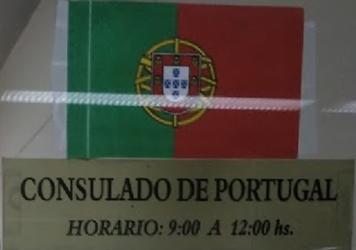 CONSULADO DE PORTUGAL
HORARIO: 9:00 A 12:00 hs.